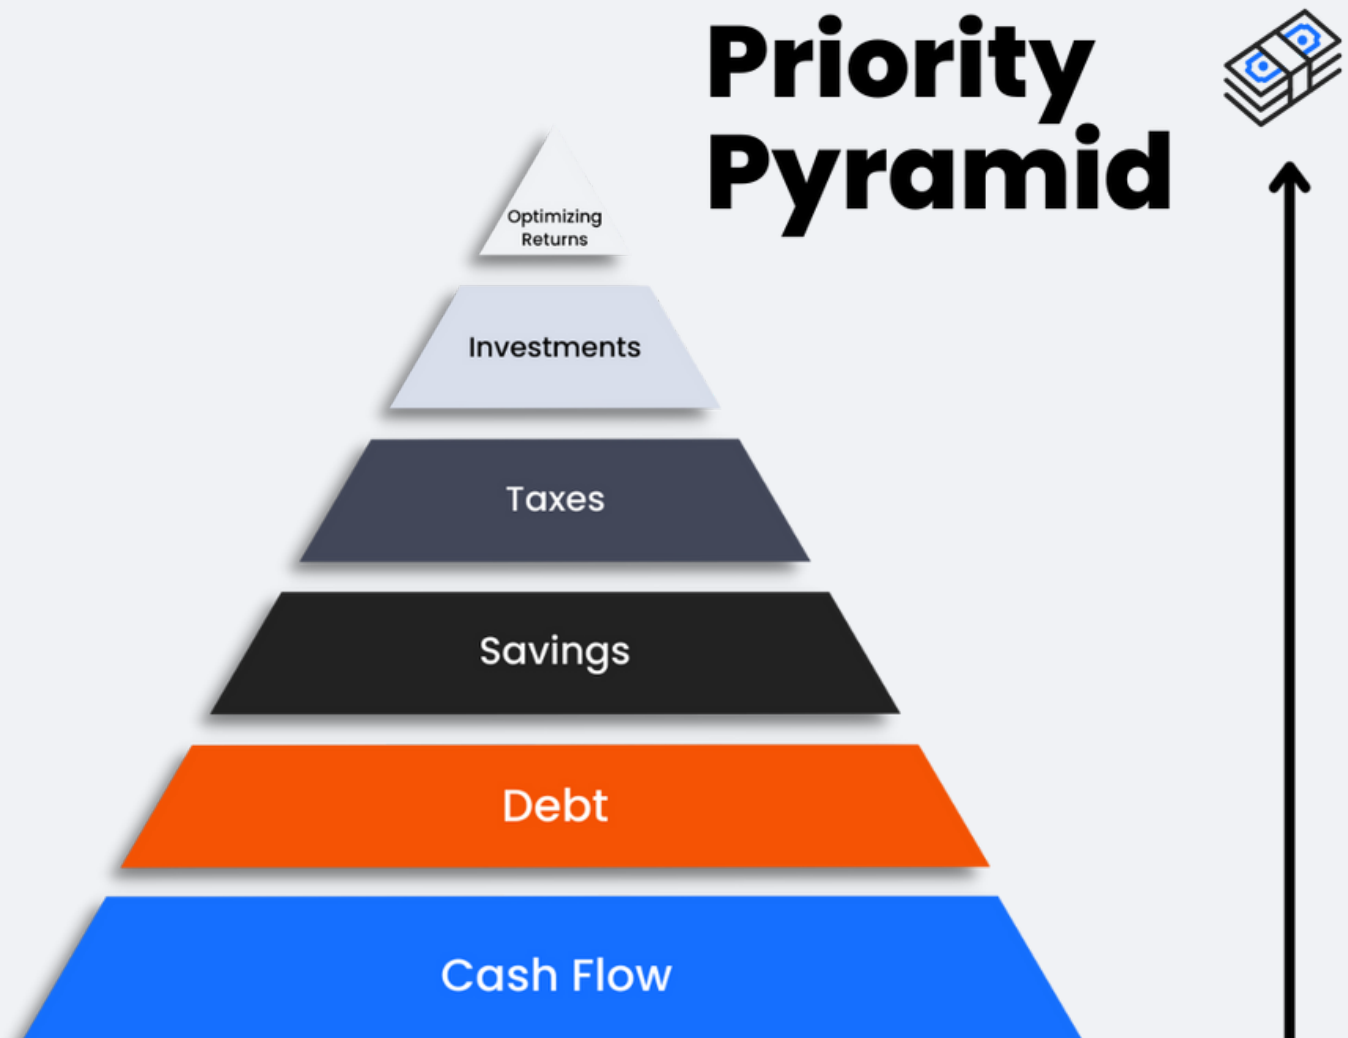 Priority
Pyramid
Optimizing
Returns
Investments
Taxes
Savings
Debt
Cash Flow